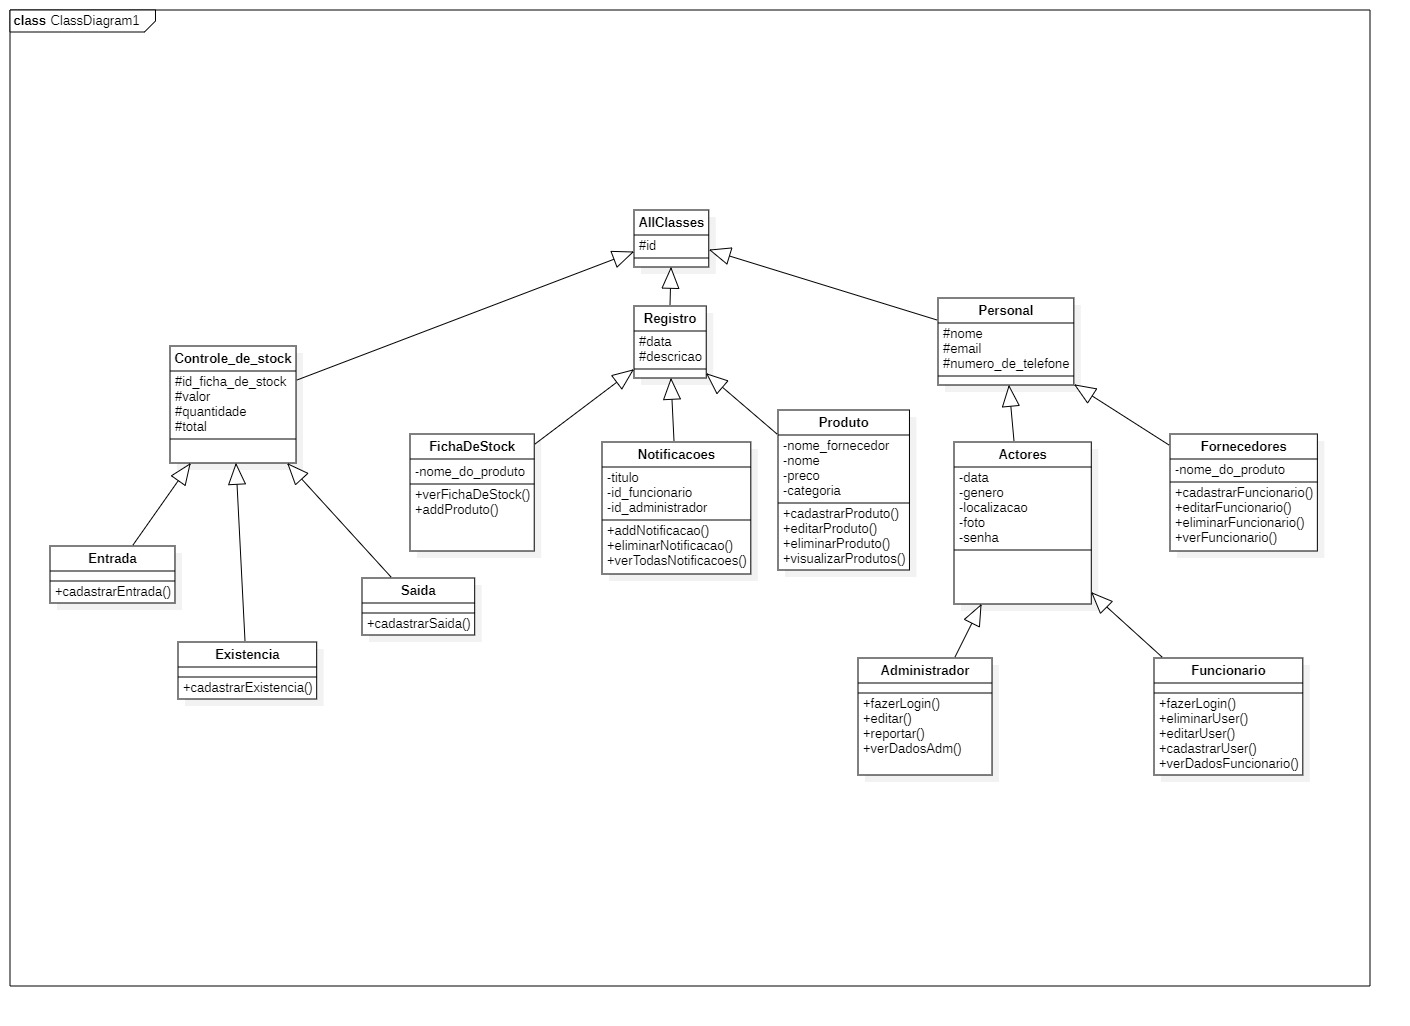 class ClassDiagram1
AllClasses
#id
Registro
#data
#descricao
Personal
#nome
#email
#numero_de_telefone
Controle_de_stock
#id_ficha_de_stock
#valor
#quantidade
#total
FichaDeStock
-nome_do_produto
+verFichaDeStock()
+addProduto()
Notificacoes
-titulo
-id_funcionario
-id_administrador
+addNotificacao()
+eliminarNotificacao()
+verTodasNotificacoes()
Produto
-nome_fornecedor
-nome
-preco
-categoria
+cadastrarProduto()
+editarProduto()
+eliminarProduto()
+visualizarProdutos()
Actores
-data
-genero
-localizacao
-foto
-senha
Fornecedores
-nome_do_produto
+cadastrarFuncionario()
+editarFuncionario()
+eliminarFuncionario()
+verFuncionario()
Entrada
+cadastrarEntrada()
Saida
+cadastrarSaida()
Existencia
+cadastrarExistencia()
Administrador
+fazerLogin()
+editar()
+reportar()
+verDadosAdm()
Funcionario
+fazerLogin()
+eliminarUser()
+editarUser()
+cadastrarUser()
+verDadosFuncionario()